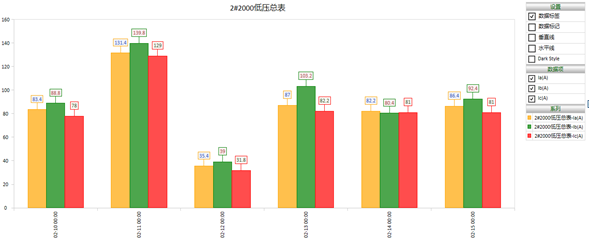 2#2000低压总表
160
140
120
100
80
60
40
20
0
83.4 88.8 78
131.4 139.8 129
35.4 39 31.8
87 103.2 82.2
82.2 80.4 81
86.4 92.4 81
02-10 00:00 02-11 00:00 02-12 00:00 02-13 00:00 02-14 00:00 02-15 00:00
设置
数据标签
数据标记
垂直线
水平线
Dark Style
数据项
Ia(A)
Ib(A)
Ic(A)
系列
2#2000低压总表-Ia(A)
2#2000低压总表-Ib(A)
2#2000低压总表-Ic(A)